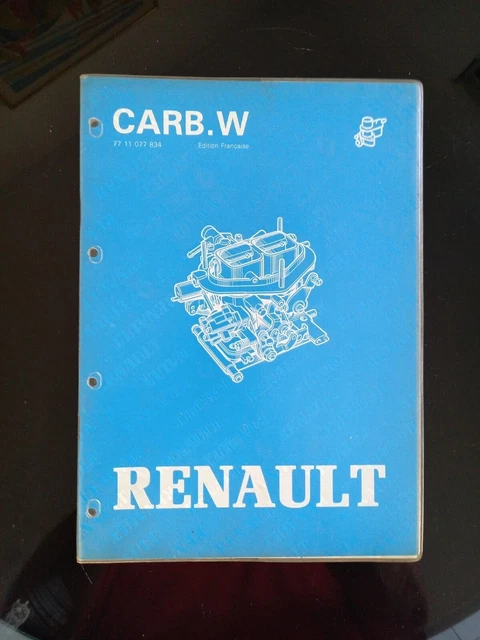 CARB.W
77 11 077 834 Edition Française
RENAULT